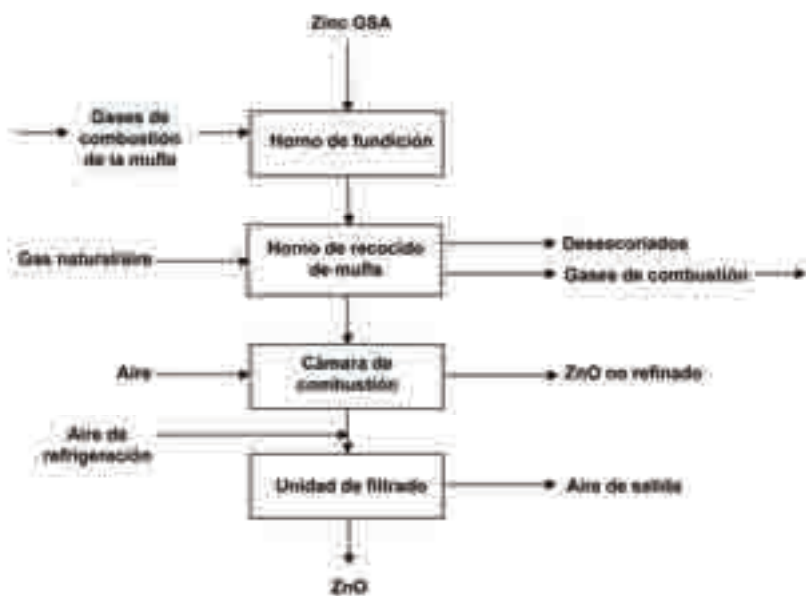 Zinc GSA
Gases de
combustión
de la mufla
Horno de fundición
Gas natural/aire
Horno de recocido
de mufla
Desescoriados
Gases de combustión
Aire
Cámara de
combustión
ZnO no refinado
Aire de
refrigeración
Unidad de filtrado
Aire de salida
ZnO